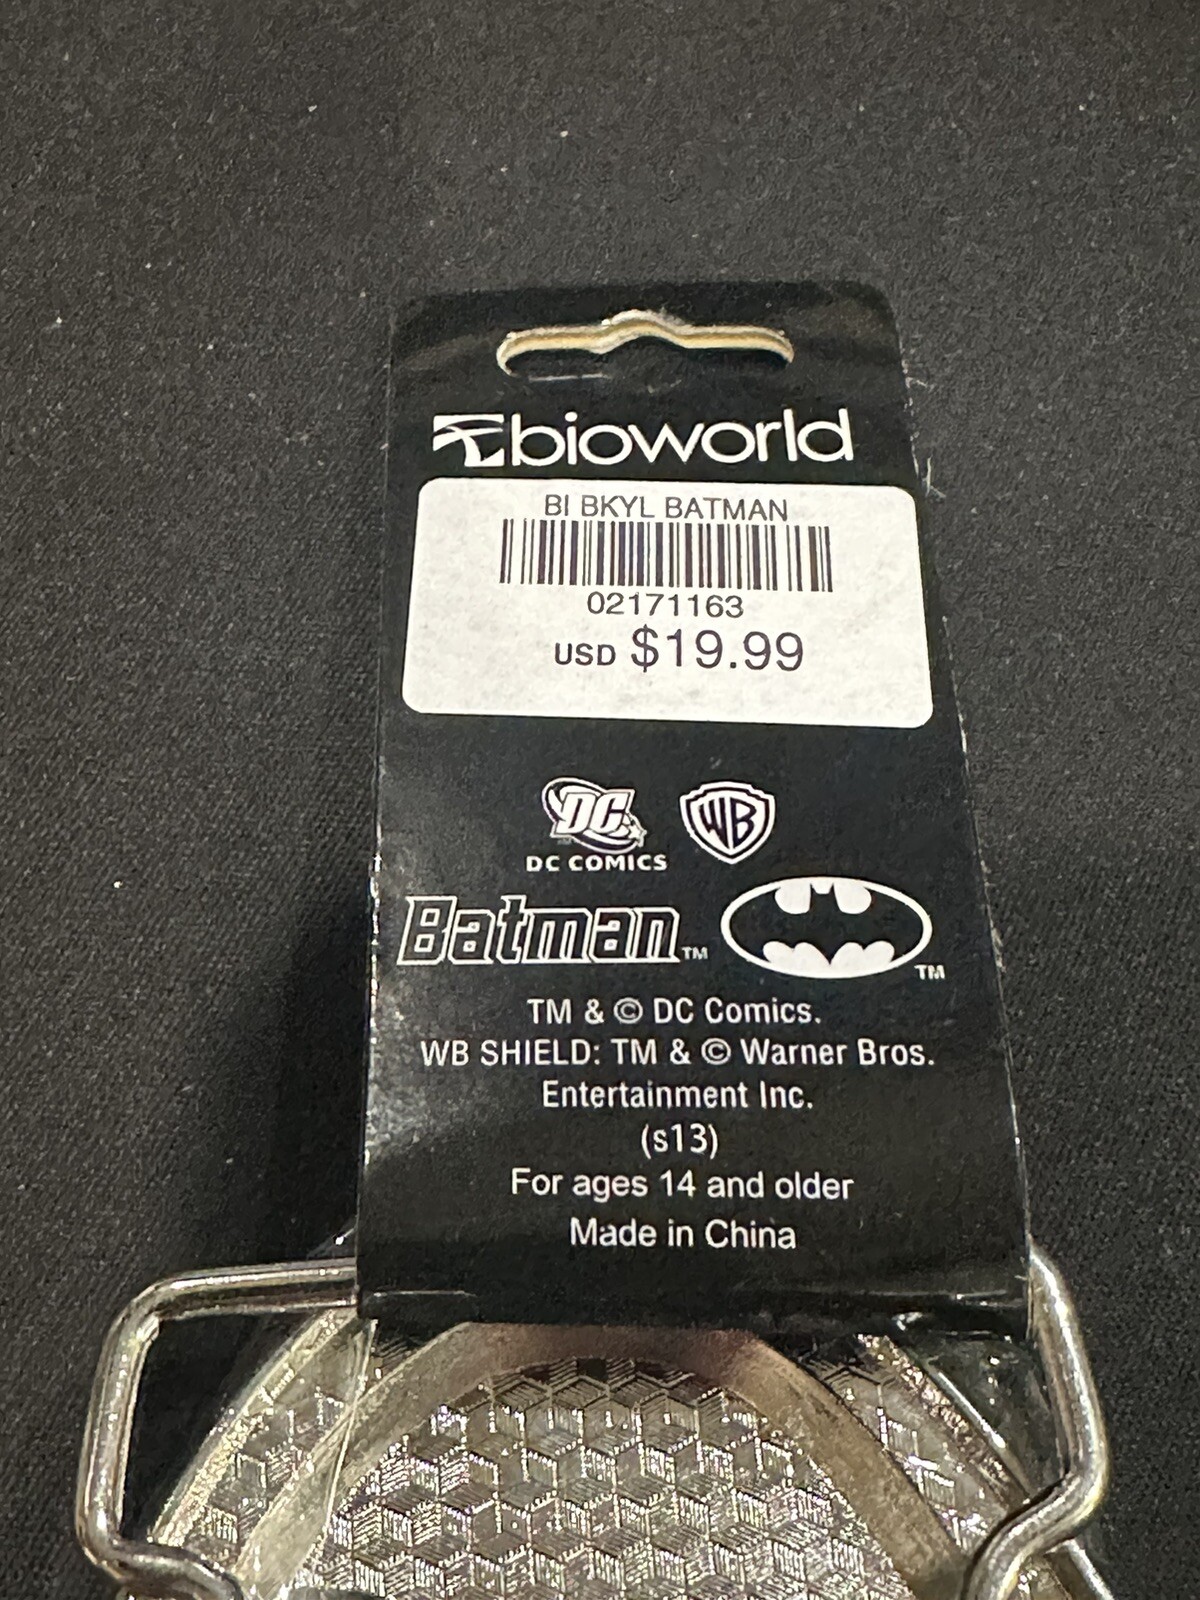 bioworld
BI BKYL BATMAN
02171163
USD $19.99
DC WB
DC COMICS
Batman™ ™
TM & © DC Comics.
WB SHIELD: TM & © Warner Bros.
Entertainment Inc.
(s13)
For ages 14 and older
Made in China